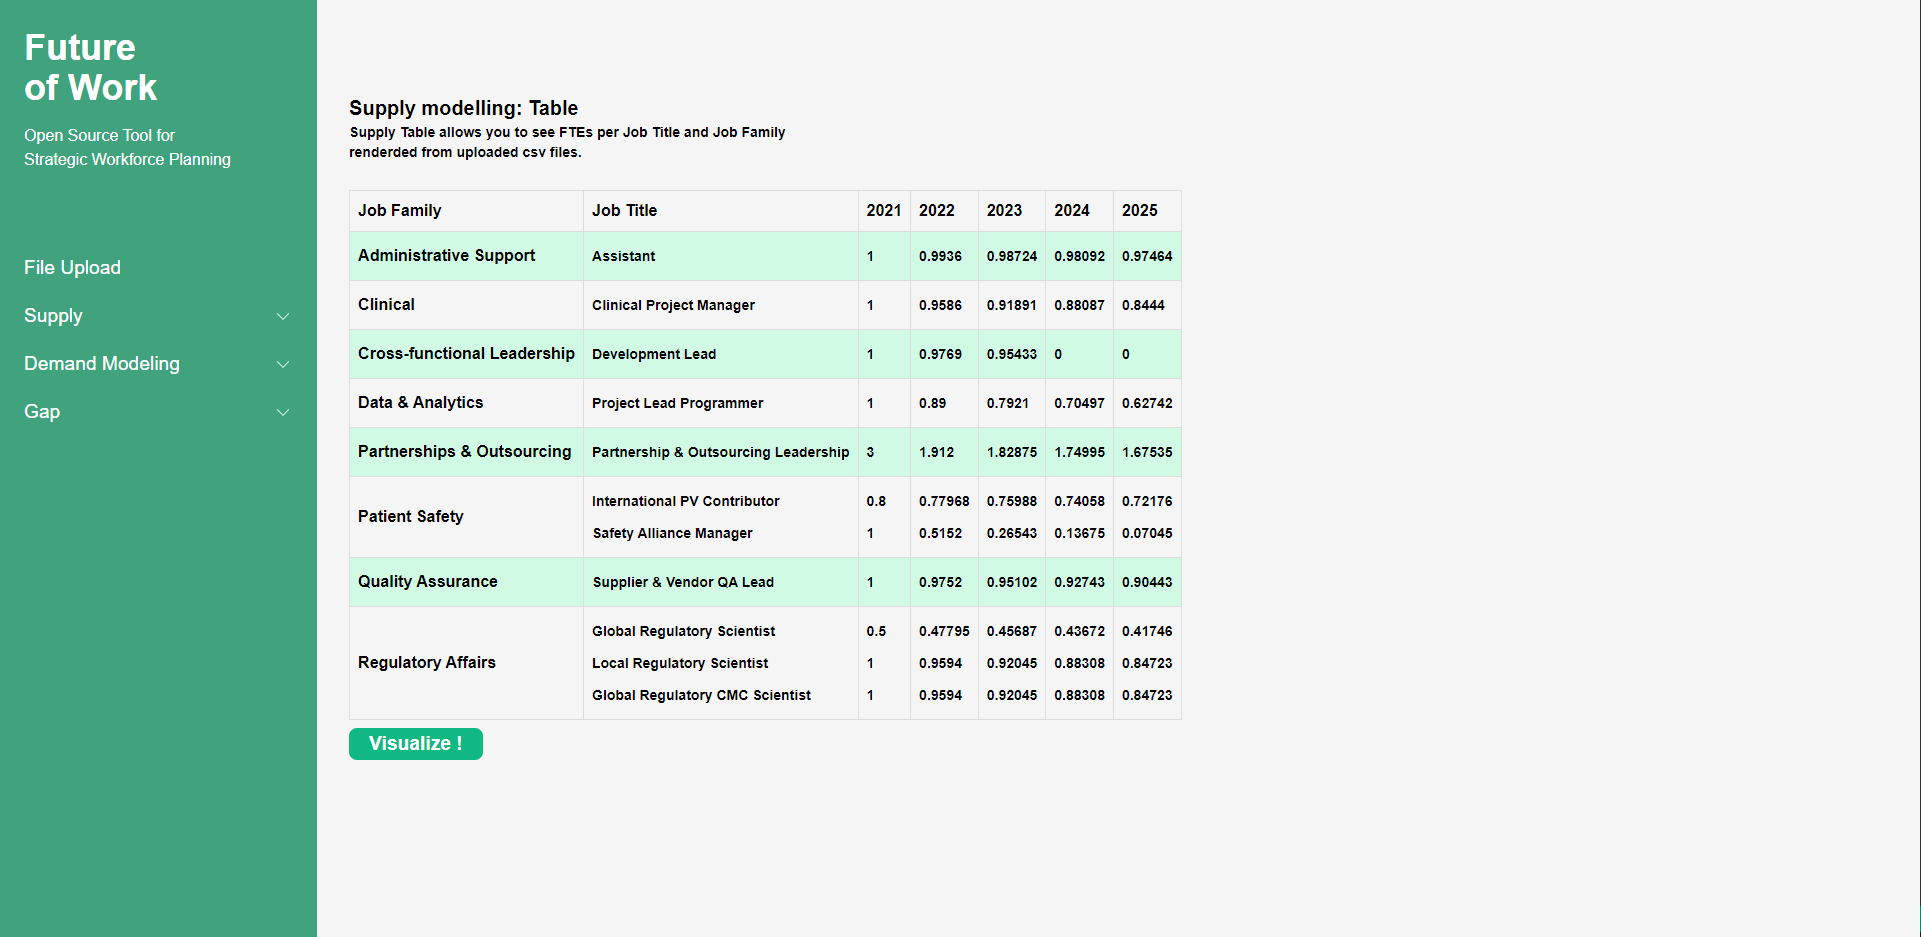 Future
of Work
Open Source Tool for
Strategic Workforce Planning
File Upload
Supply
Demand Modeling
Gap
Supply modelling: Table
Supply Table allows you to see FTEs per Job Title and Job Family
renderded from uploaded csv files.
Job Family Job Title 2021 2022 2023 2024 2025
Administrative Support Assistant 1 0.9936 0.98724 0.98092 0.97464
Clinical Clinical Project Manager 1 0.9586 0.91891 0.88087 0.8444
Cross-functional Leadership Development Lead 1 0.9769 0.95433 0 0
Data & Analytics Project Lead Programmer 1 0.89 0.7921 0.70497 0.62742
Partnerships & Outsourcing Partnership & Outsourcing Leadership 3 1.912 1.82875 1.74995 1.67535
Patient Safety
International PV Contributor 0.8 0.77968 0.75988 0.74058 0.72176
Safety Alliance Manager 1 0.5152 0.26543 0.13675 0.07045
Quality Assurance Supplier & Vendor QA Lead 1 0.9752 0.95102 0.92743 0.90443
Regulatory Affairs
Global Regulatory Scientist 0.5 0.47795 0.45687 0.43672 0.41746
Local Regulatory Scientist 1 0.9594 0.92045 0.88308 0.84723
Global Regulatory CMC Scientist 1 0.9594 0.92045 0.88308 0.84723
Visualize !